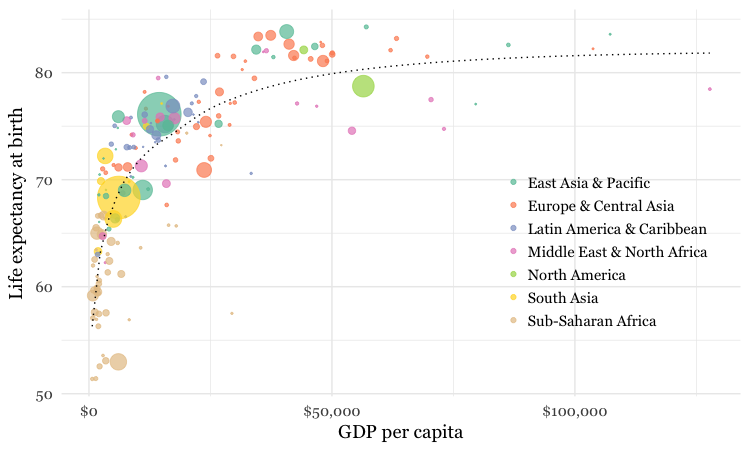 Life expectancy at birth
80
70
60
50
East Asia & Pacific
Europe & Central Asia
Latin America & Caribbean
Middle East & North Africa
North America
South Asia
Sub-Saharan Africa
$0
$50,000
$100,000
GDP per capita